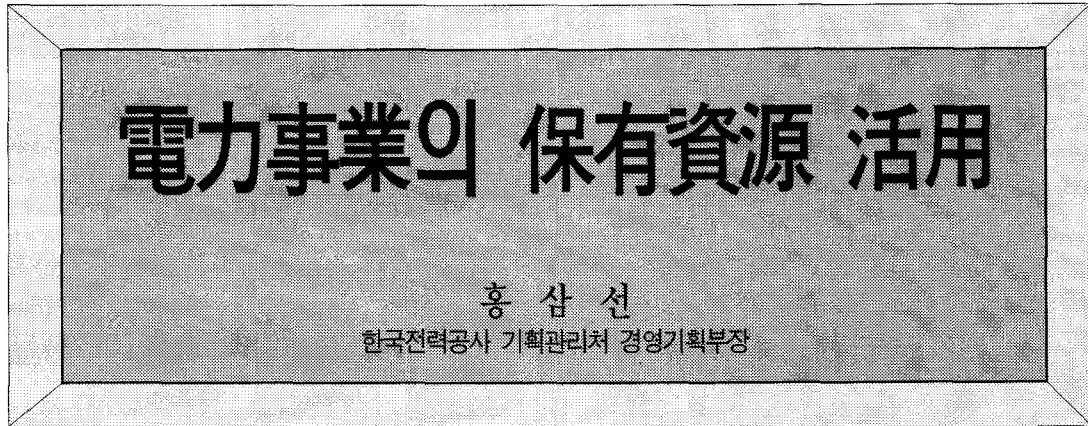 電力事業의 保有資源 活用
홍 삼 선
한국전력공사 기획관리처 경영기획부장